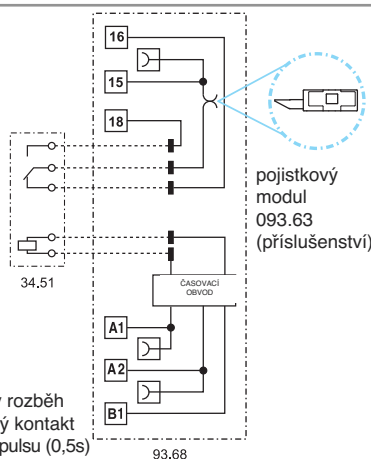 16
15
18
pojistkový
modul
093.63
(příslušenství)
34.51
ČASOVACÍ
OBVOD
A1
A2
B1
rozběh
ý kontakt
pulsu (0,5s)
93.68